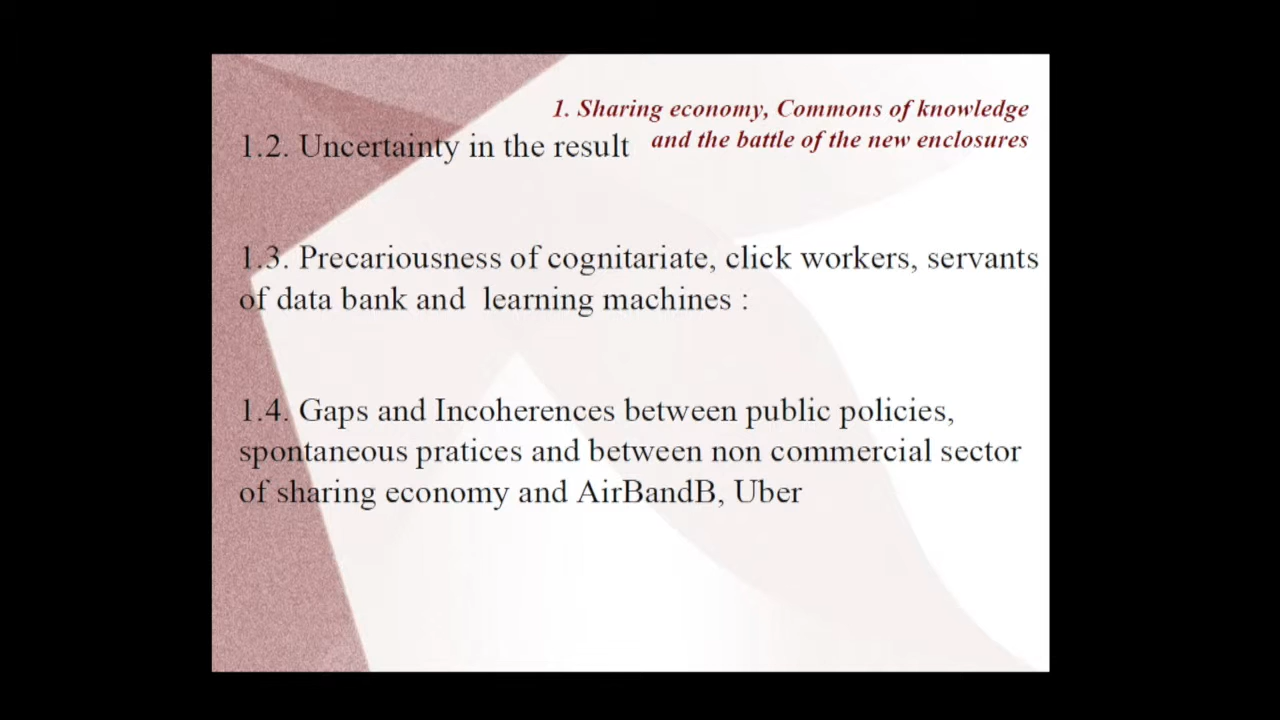 1. Sharing economy, Commons of knowledge
and the battle of the new enclosures
1.2. Uncertainty in the result
1.3. Precariousness of cognitariate, click workers, servants
of data bank and learning machines :
1.4. Gaps and Incoherences between public policies,
spontaneous pratices and between non commercial sector
of sharing economy and AirBandB, Uber